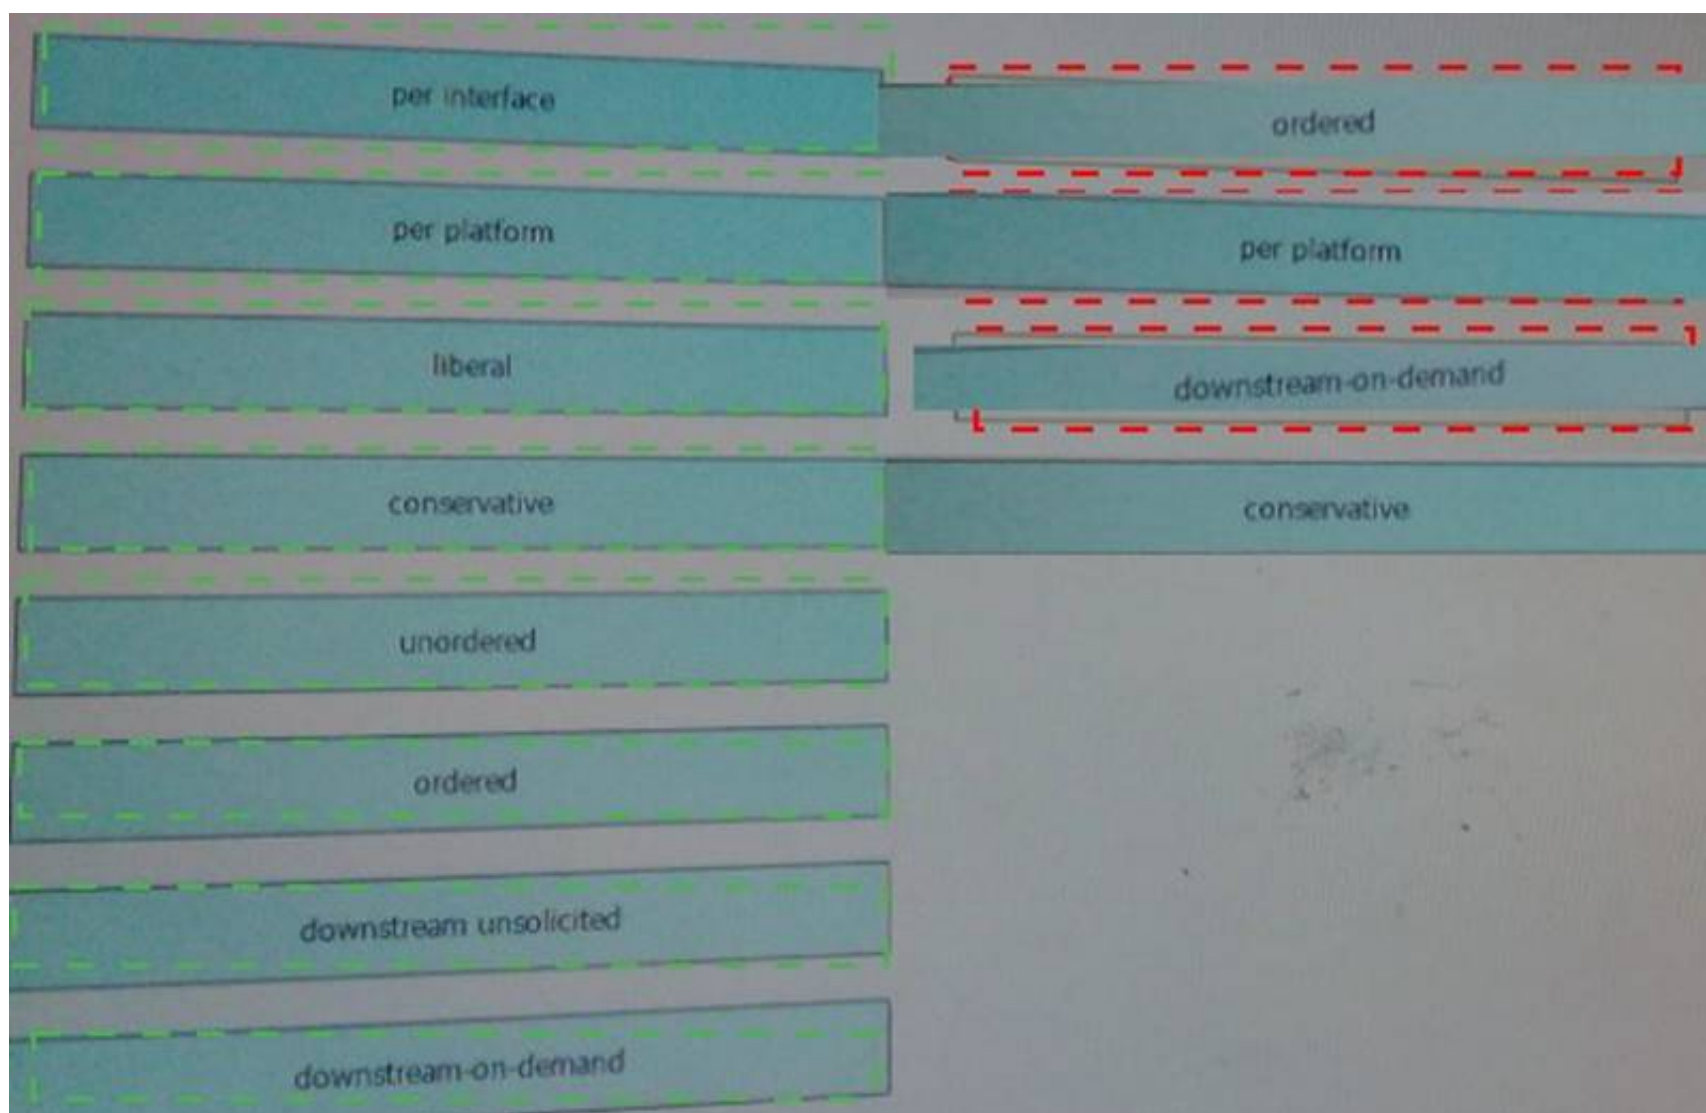 per interface
ordered
per platform
per platform
liberal
downstream-on-demand
conservative
conservative
unordered
ordered
downstream unsolicited
downstream-on-demand